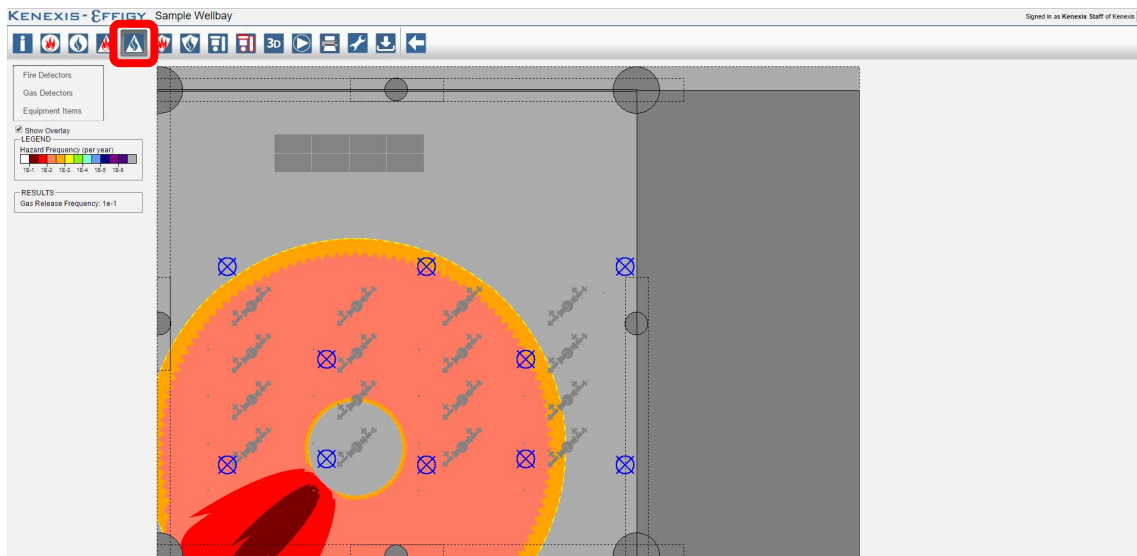 KENEXIS-EFFIGY Sample Wellbay
Signed in as Kenexis Staff of Kenexis
3D
Fire Detectors
Gas Detectors
Equipment Items
Show Overlay
LEGEND
Hazard Frequency (per year)
1E-1 1E-2 1E-3 1E-4 1E-5 1E-6
RESULTS
Gas Release Frequency: 1e-1